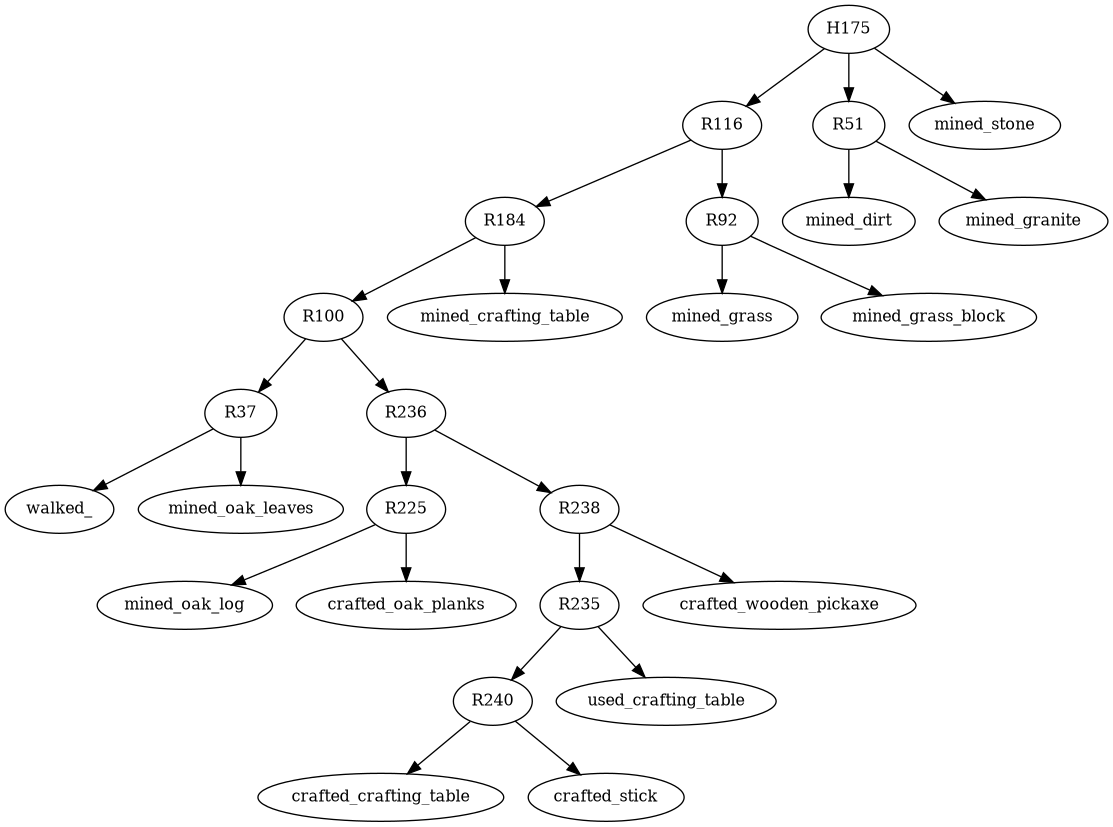 H175
R116
R51
mined_stone
R184
R92
mined_dirt
mined_granite
R100
mined_crafting_table
mined_grass
mined_grass_block
R37
R236
walked_
mined_oak_leaves
R225
R238
mined_oak_log
crafted_oak_planks
R235
crafted_wooden_pickaxe
R240
used_crafting_table
crafted_crafting_table
crafted_stick